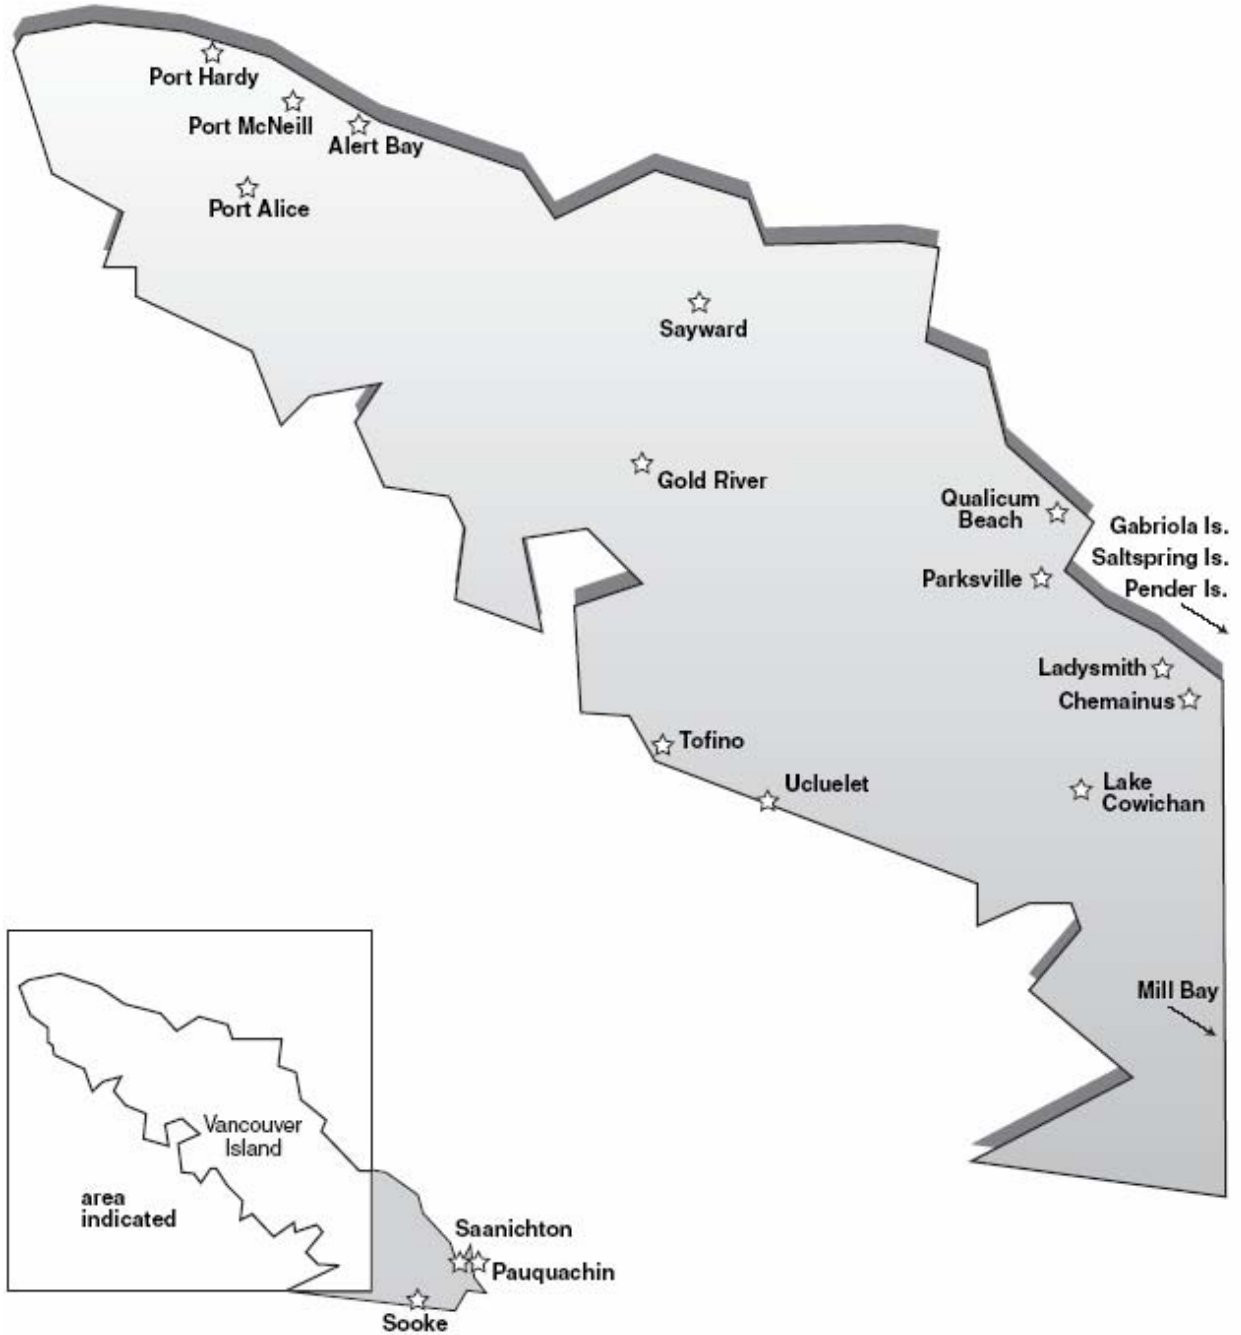 Port Hardy
Port McNeill
Alert Bay
Port Alice
Sayward
Gold River
Qualicum
Beach
Gabriola Is.
Saltspring Is.
Pender Is.
Parksville
Ladysmith
Chemainus
Tofino
Ucluelet
Lake
Cowichan
Mill Bay
Vancouver
Island
area
indicated
Saanichton
Pauquachin
Sooke